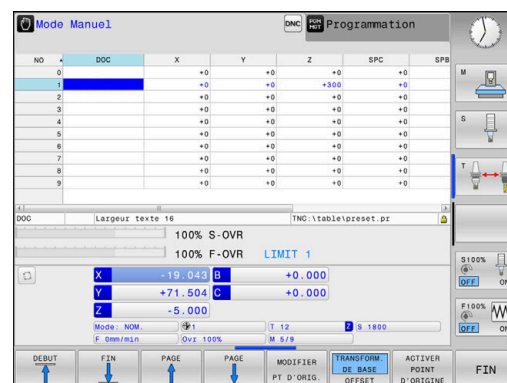 Mode Manuel
DNC
PGM MGT
Programmation
NO DOC X Y Z SPC SPB
0 +0 +0 +0 +0
1 +0 +0 +300 +0
2 +0 +0 +0 +0
3 +0 +0 +0 +0
4 +0 +0 +0 +0
5 +0 +0 +0 +0
6 +0 +0 +0 +0
7 +0 +0 +0 +0
8 +0 +0 +0 +0
9 +0 +0 +0 +0
DOC Largeur texte 16 TNC:\table\preset.pr
100% S-OVR
100% F-OVR LIMIT 1
X -19.043 B +0.000
Y +71.504 C +0.000
Z -5.000
Mode: NOM. 1 T 12 Z S 1800
F 0mm/min Ovr 100% M 5/9
M
S
T
S100%
OFF ON
F100%
OFF ON
DEBUT
FIN
PAGE
PAGE
MODIFIER
PT D'ORIG.
TRANSFORM.
DE BASE
OFFSET
ACTIVER
POINT
D'ORIGINE
FIN